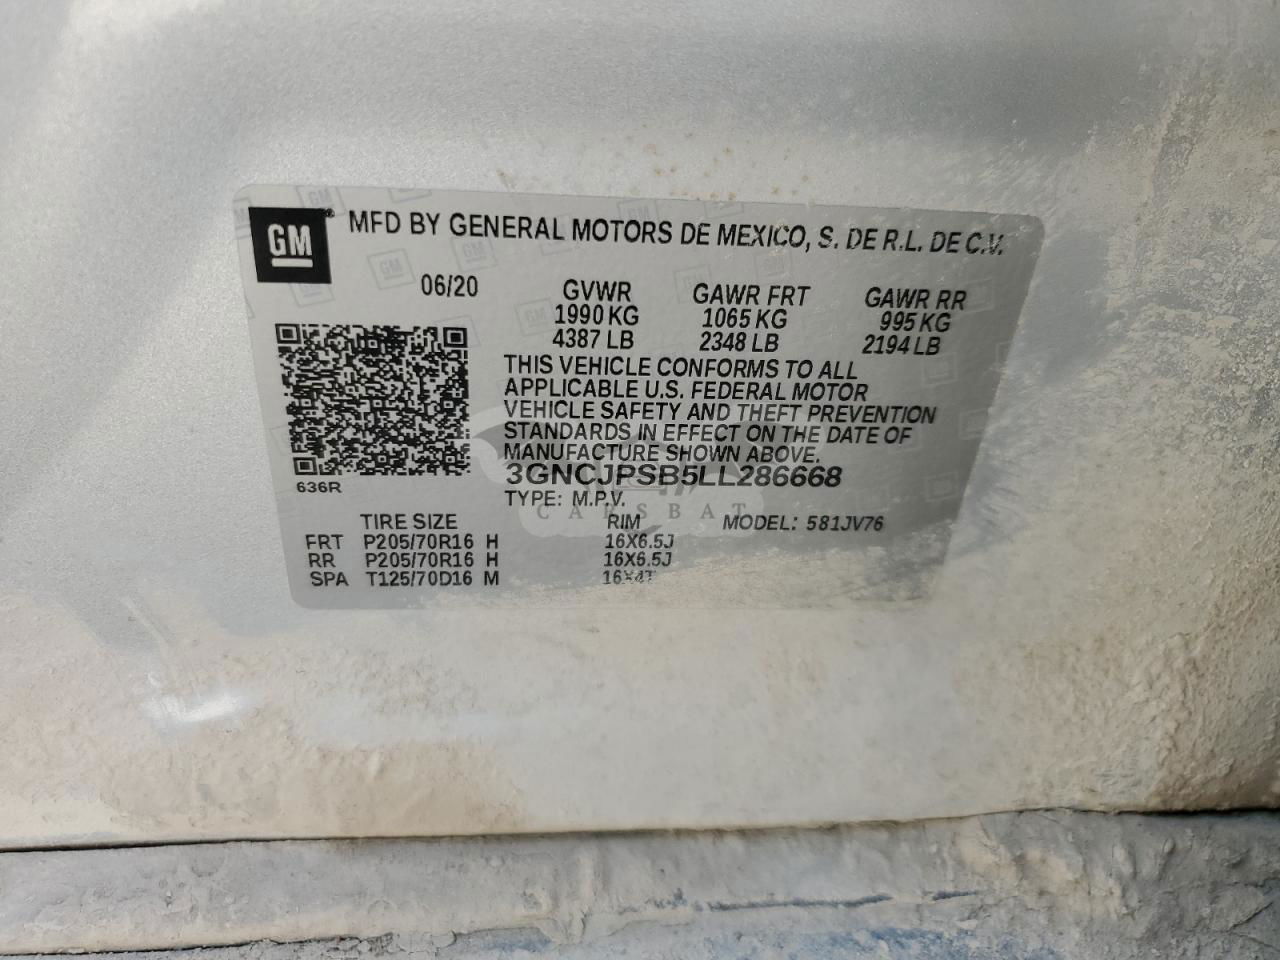 GM
MFD BY GENERAL MOTORS DE MEXICO, S. DE R.L. DE C.V.
06/20
GVWR GAWR FRT GAWR RR
1990 KG 1065 KG 995 KG
4387 LB 2348 LB 2194 LB
THIS VEHICLE CONFORMS TO ALL
APPLICABLE U.S. FEDERAL MOTOR
VEHICLE SAFETY AND THEFT PREVENTION
STANDARDS IN EFFECT ON THE DATE OF
MANUFACTURE SHOWN ABOVE.
3GNCJPSB5LL286668
636R
TYPE: M.P.V.
CARSBAT
TIRE SIZE RIM MODEL: 581JV76
FRT P205/70R16 H 16X6.5J
RR P205/70R16 H 16X6.5J
SPA T125/70D16 M 16X4T